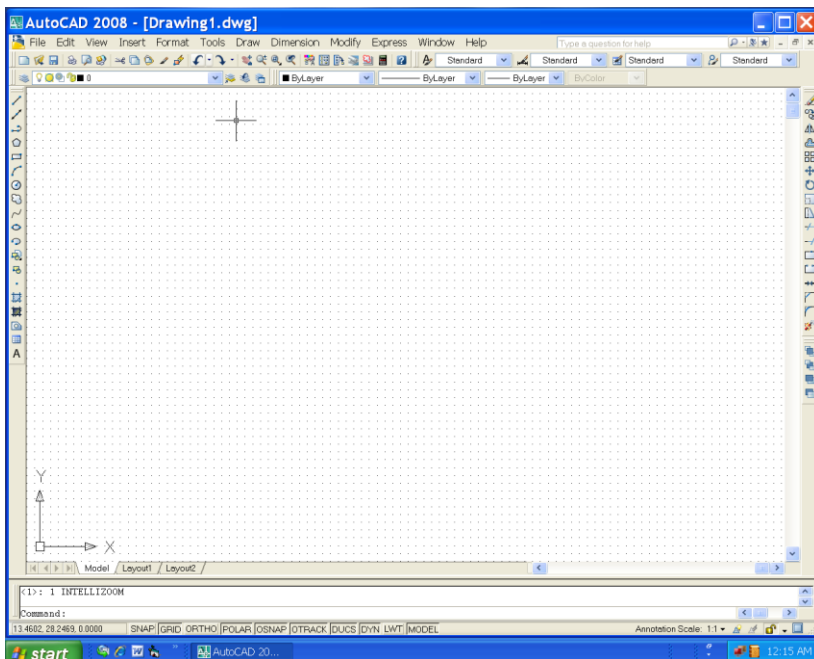 AutoCAD 2008 - [Drawing1.dwg]
File Edit View Insert Format Tools Draw Dimension Modify Express Window Help Type a question for help
Standard Standard Standard Standard
0 ByLayer ByLayer ByLayer ByColor
A
Y
X
Model Layout1 Layout2
<1>: 1 INTELLIZOOM
Command:
13.4602, 28.2469, 0.0000 SNAP GRID ORTHO POLAR OSNAP OTRACK DUCS DYN LWT MODEL Annotation Scale: 1:1
start AutoCAD 20... 12:15 AM